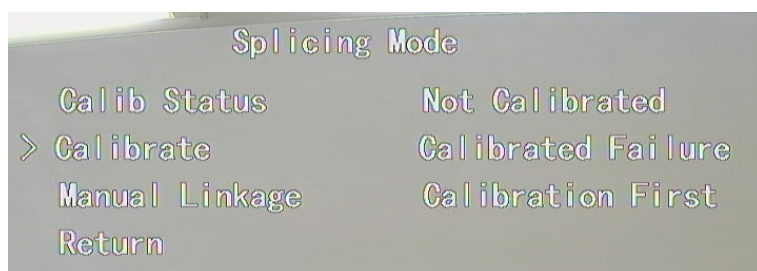 Splicing Mode
Calib Status Not Calibrated
> Calibrate Calibrated Failure
Manual Linkage Calibration First
Return